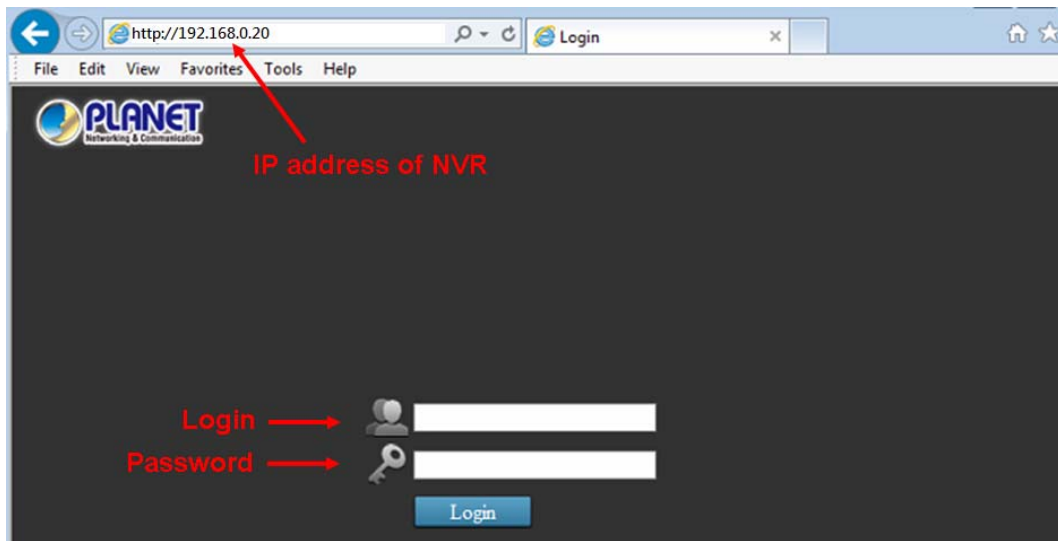 http://192.168.0.20
Login
File Edit View Favorites Tools Help
PLANET
Networking & Communication
IP address of NVR
Login
Password
Login